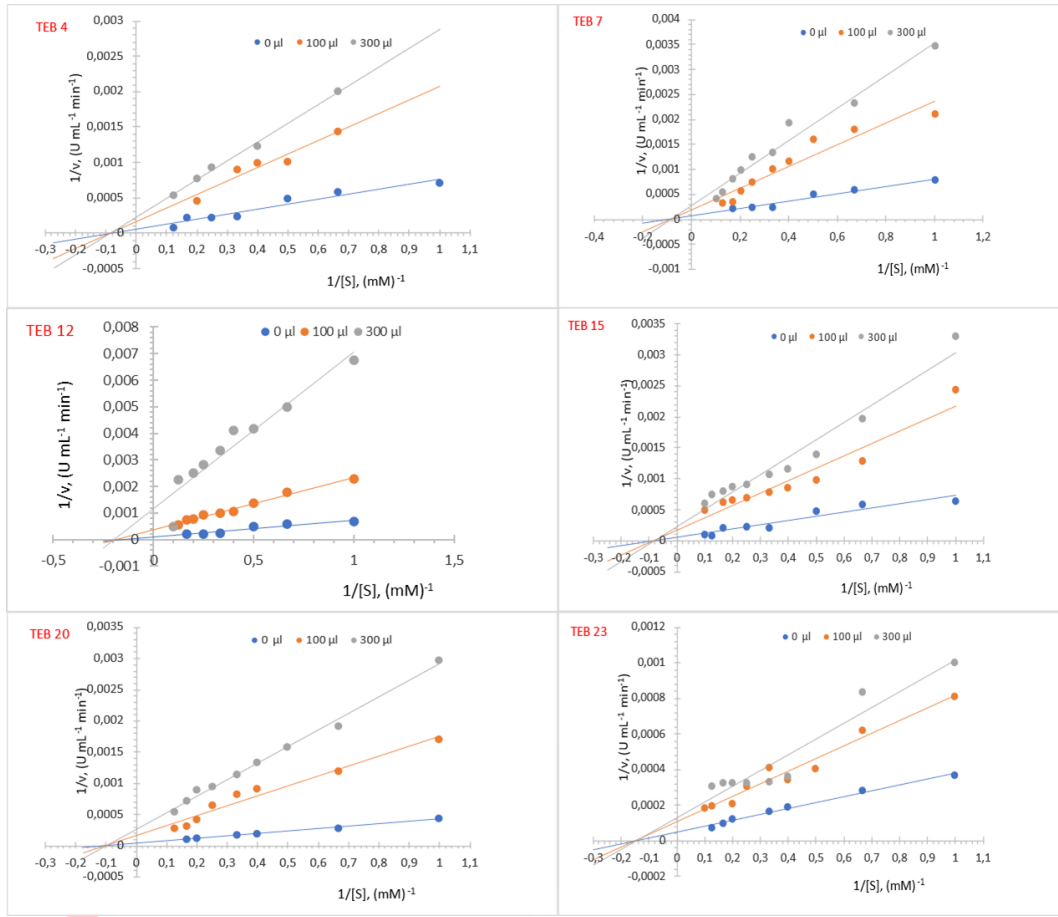 TEB 4
0,003
0 µl 100 µl 300 µl
0,0025
0,002
0,0015
0,001
0,0005
0
-0,0005
-0.3 -0.2 -0.1 0 0,1 0,2 0,3 0,4 0,5 0,6 0,7 0,8 0,9 1 1,1
1/v, (U mL-1 min-1)
1/[S], (mM) -1
TEB 7
0,004
0 µl 100 µl 300 µl
0,0035
0,003
0,0025
0,002
0,0015
0,001
0,0005
0
-0,0005
-0,001
-0,4 -0,2 0 0,2 0,4 0,6 0,8 1 1,2
1/v, (U mL-1 min-1)
1/[S], (mM) -1
TEB 12
0,008
0 µl 100 µl 300 µl
0,007
0,006
0,005
0,004
0,003
0,002
0,001
0
-0,001
-0,5 0 0,5 1 1,5
1/v, (U mL-1 min-1)
1/[S], (mM)-1
TEB 15
0,0035
0 µl 100 µl 300 µl
0,003
0,0025
0,002
0,0015
0,001
0,0005
0
-0,0005
-0.3 -0.2 -0.1 0 0,1 0,2 0,3 0,4 0,5 0,6 0,7 0,8 0,9 1 1,1
1/v, (U mL-1 min-1)
1/[S], (mM) -1
TEB 20
0,0035
0 µl 100 µl 300 µl
0,003
0,0025
0,002
0,0015
0,001
0,0005
0
-0,0005
-0,2 -0,1 0 0,1 0,2 0,3 0,4 0,5 0,6 0,7 0,8 0,9 1 1,1
1/v, (U mL-1 min-1)
1/[S], (mM) -1
TEB 23
0,0012
0 µl 100 µl 300 µl
0,001
0,0008
0,0006
0,0004
0,0002
0
-0,0002
-0.3 -0.2 -0.1 0 0,1 0,2 0,3 0,4 0,5 0,6 0,7 0,8 0,9 1 1,1
1/v, (U mL-1 min-1)
1/[S], (mM) -1